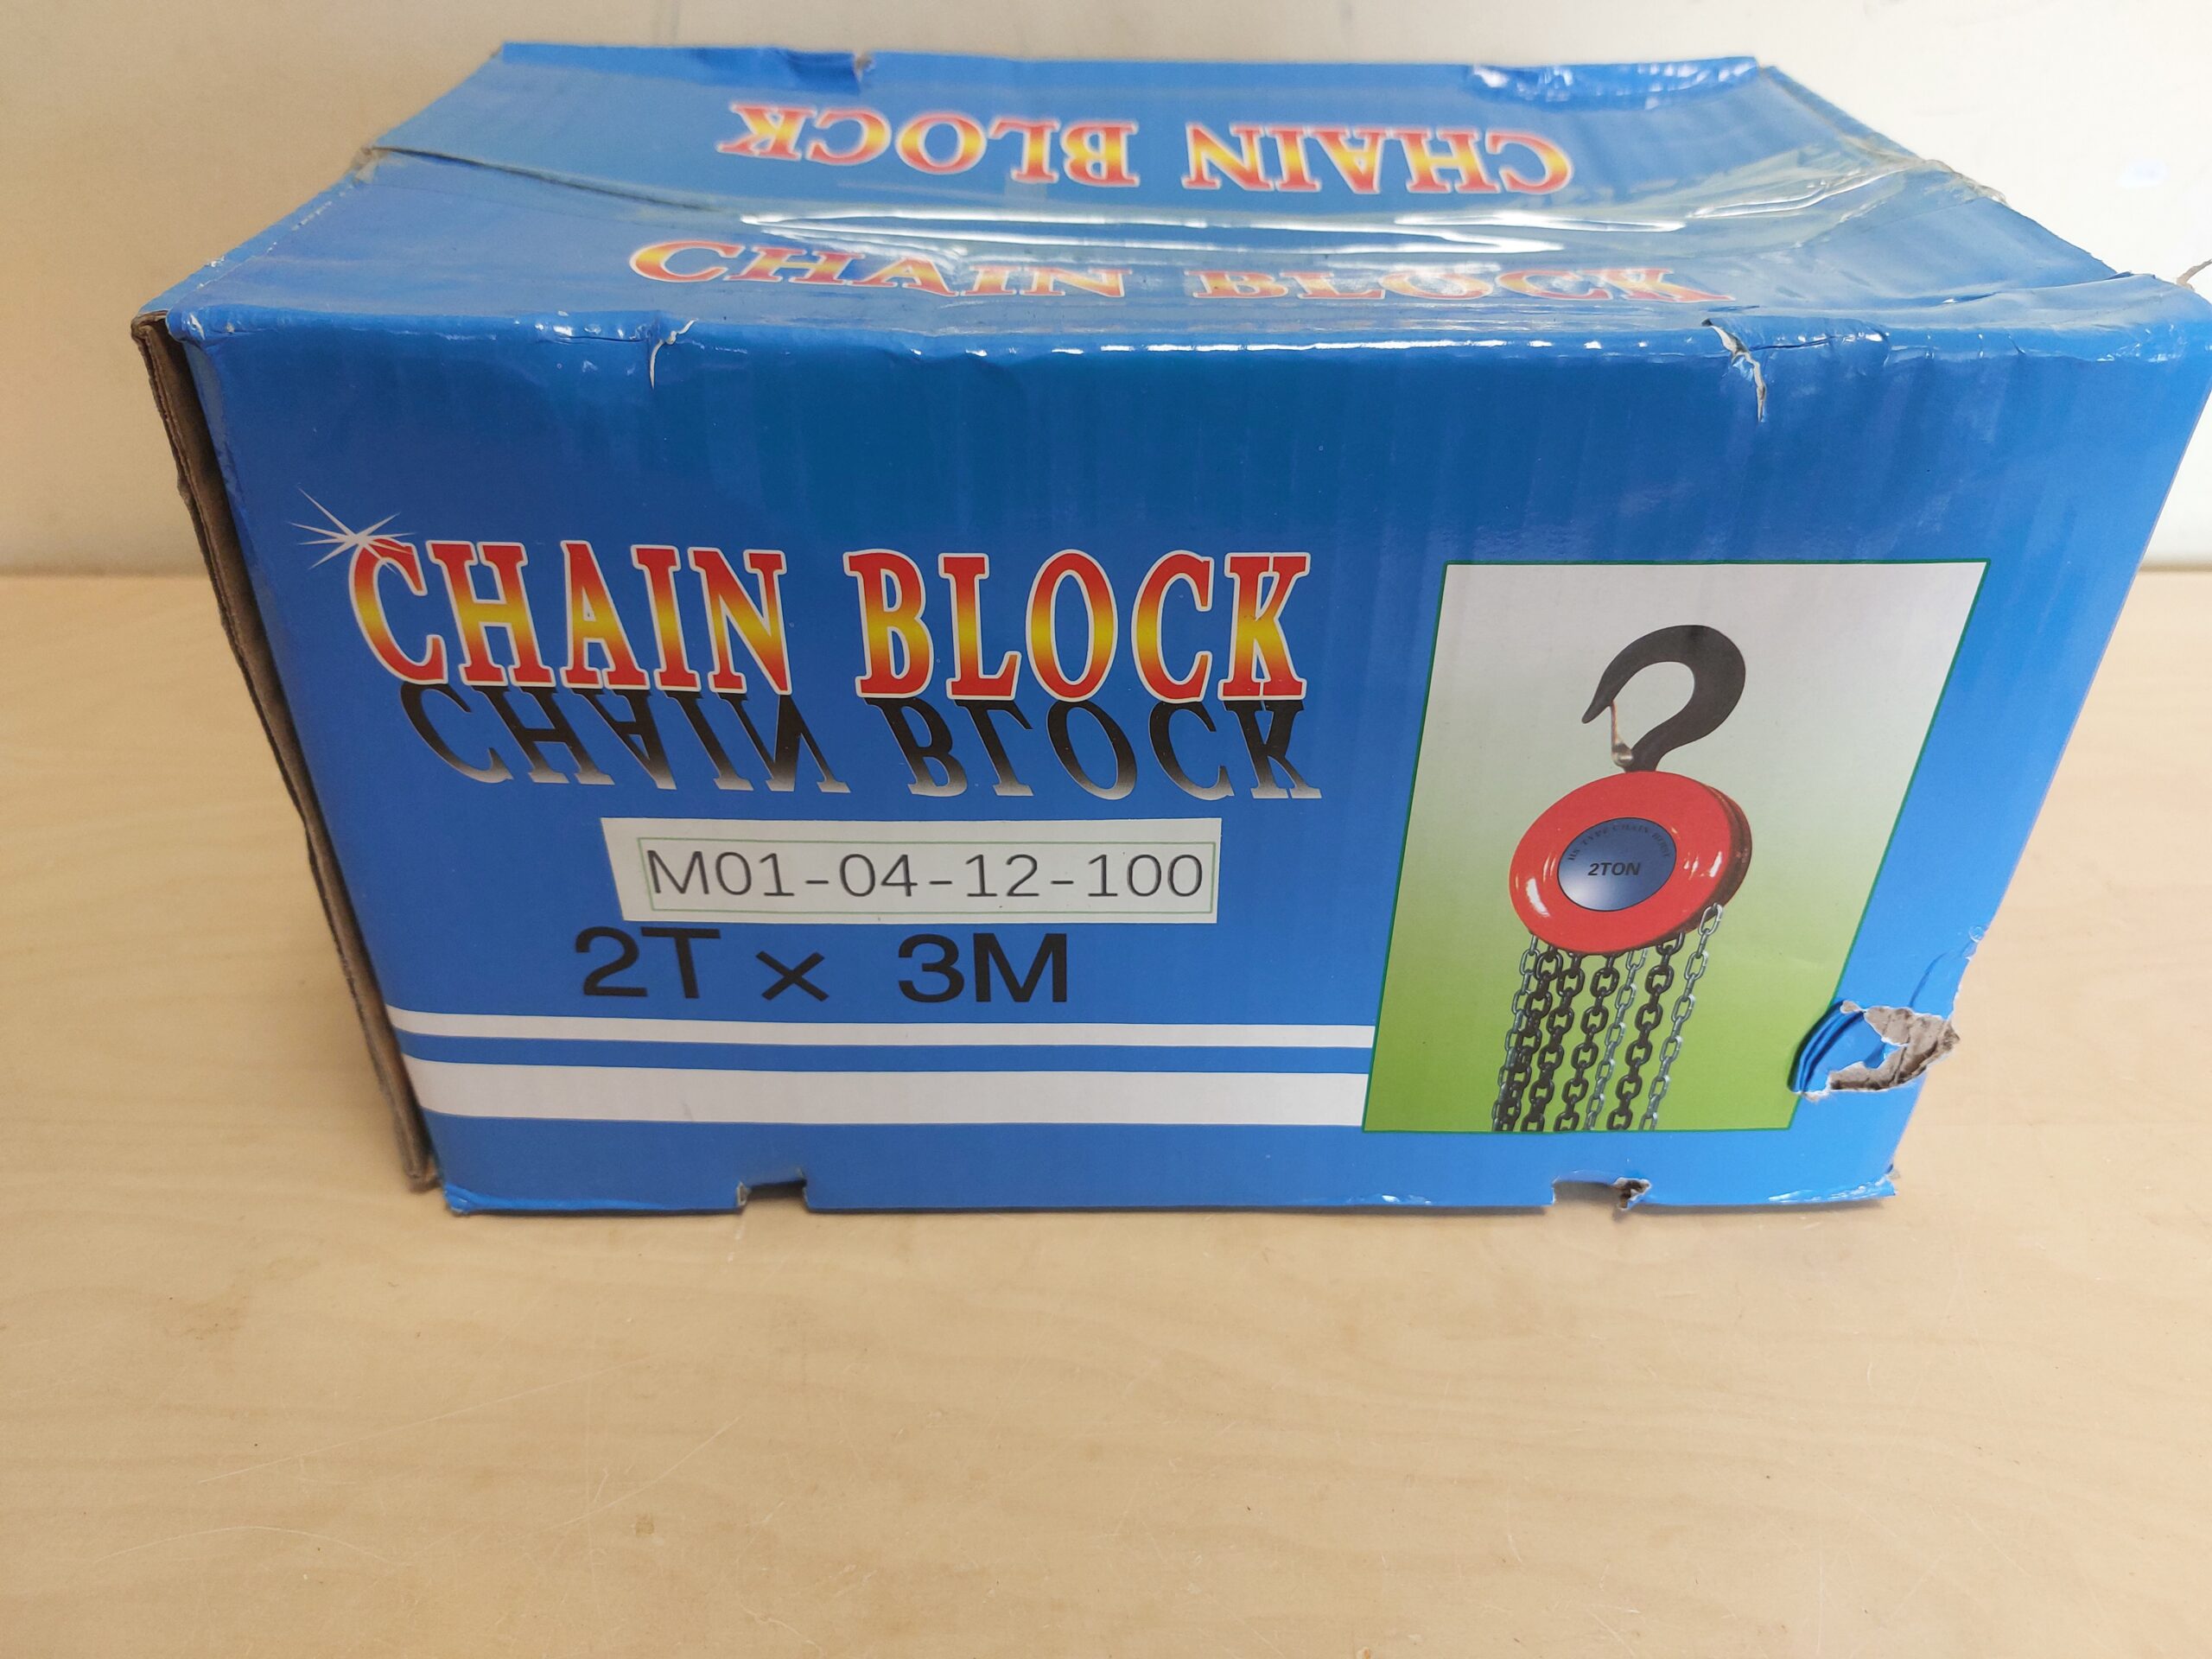 CHAIN BLOCK
CHAIN BLOCK
CHAIN BLOCK
CHAIN BLOCK
M01-04-12-100
2T x 3M
2TON